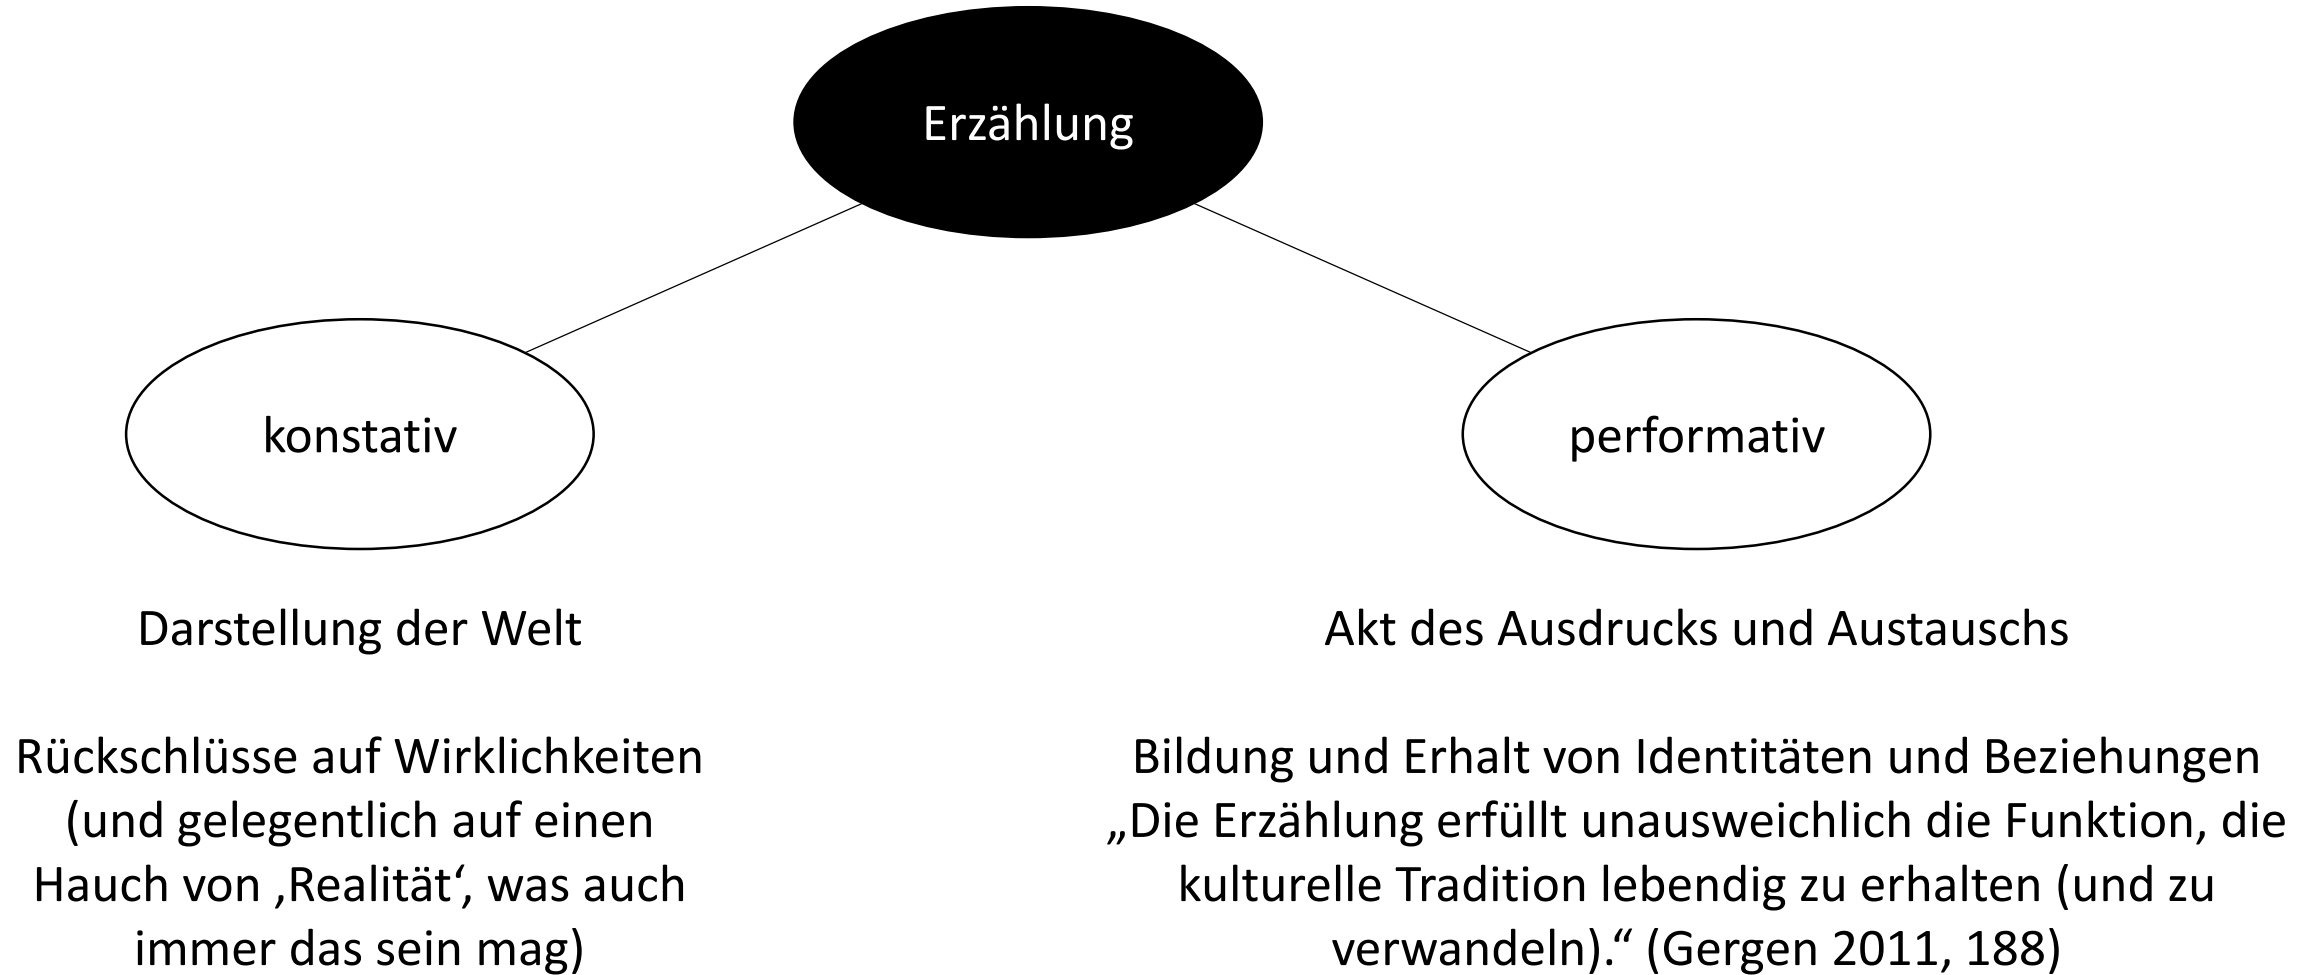 Erzählung
konstativ
performativ
Darstellung der Welt
Rückschlüsse auf Wirklichkeiten
(und gelegentlich auf einen
Hauch von ‚Realität‘, was auch
immer das sein mag)
Akt des Ausdrucks und Austauschs
Bildung und Erhalt von Identitäten und Beziehungen
„Die Erzählung erfüllt unausweichlich die Funktion, die
kulturelle Tradition lebendig zu erhalten (und zu
verwandeln).“ (Gergen 2011, 188)